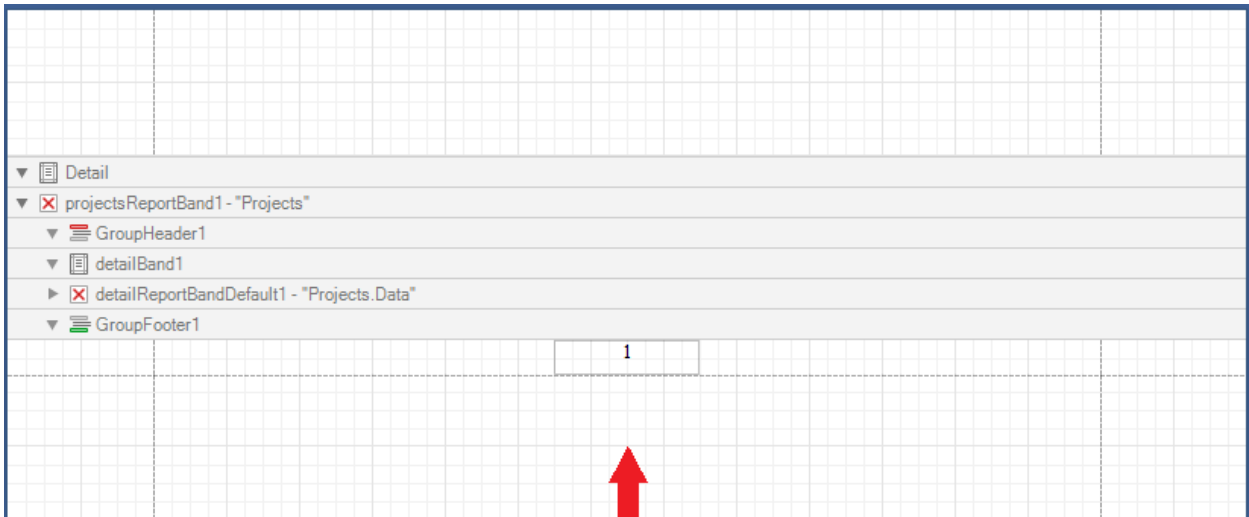 Detail
projectsReportBand1 - "Projects"
GroupHeader1
detailBand1
detailReportBandDefault1 - "Projects.Data"
GroupFooter1
1